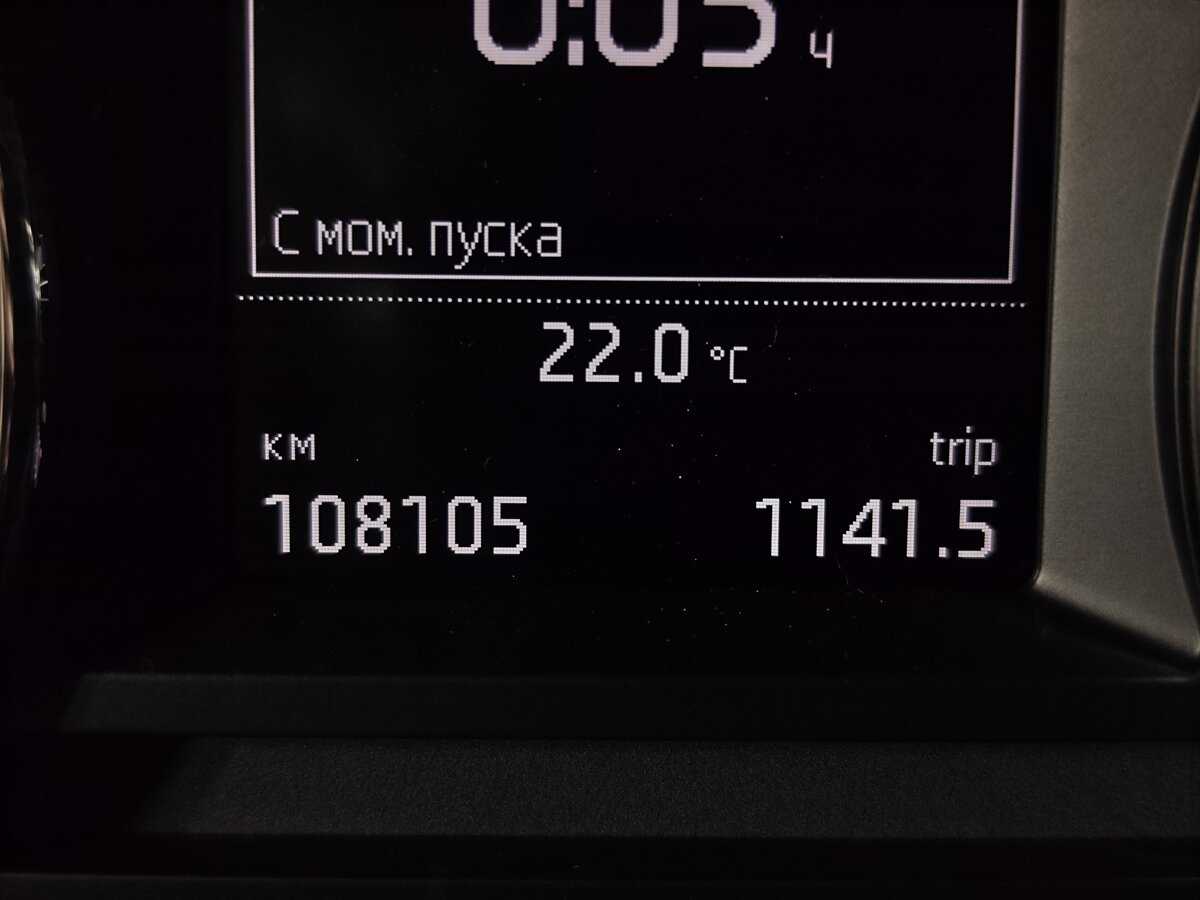 0:05 ч
С мом. пуска
22.0 °C
км trip
108105 1141.5